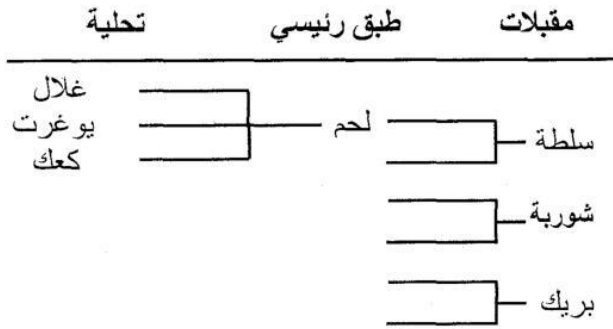 مقبلات طبق رئيسي تحلية
غلال
يوغرت
كعك
لحم
سلطة
شوربة
بريك